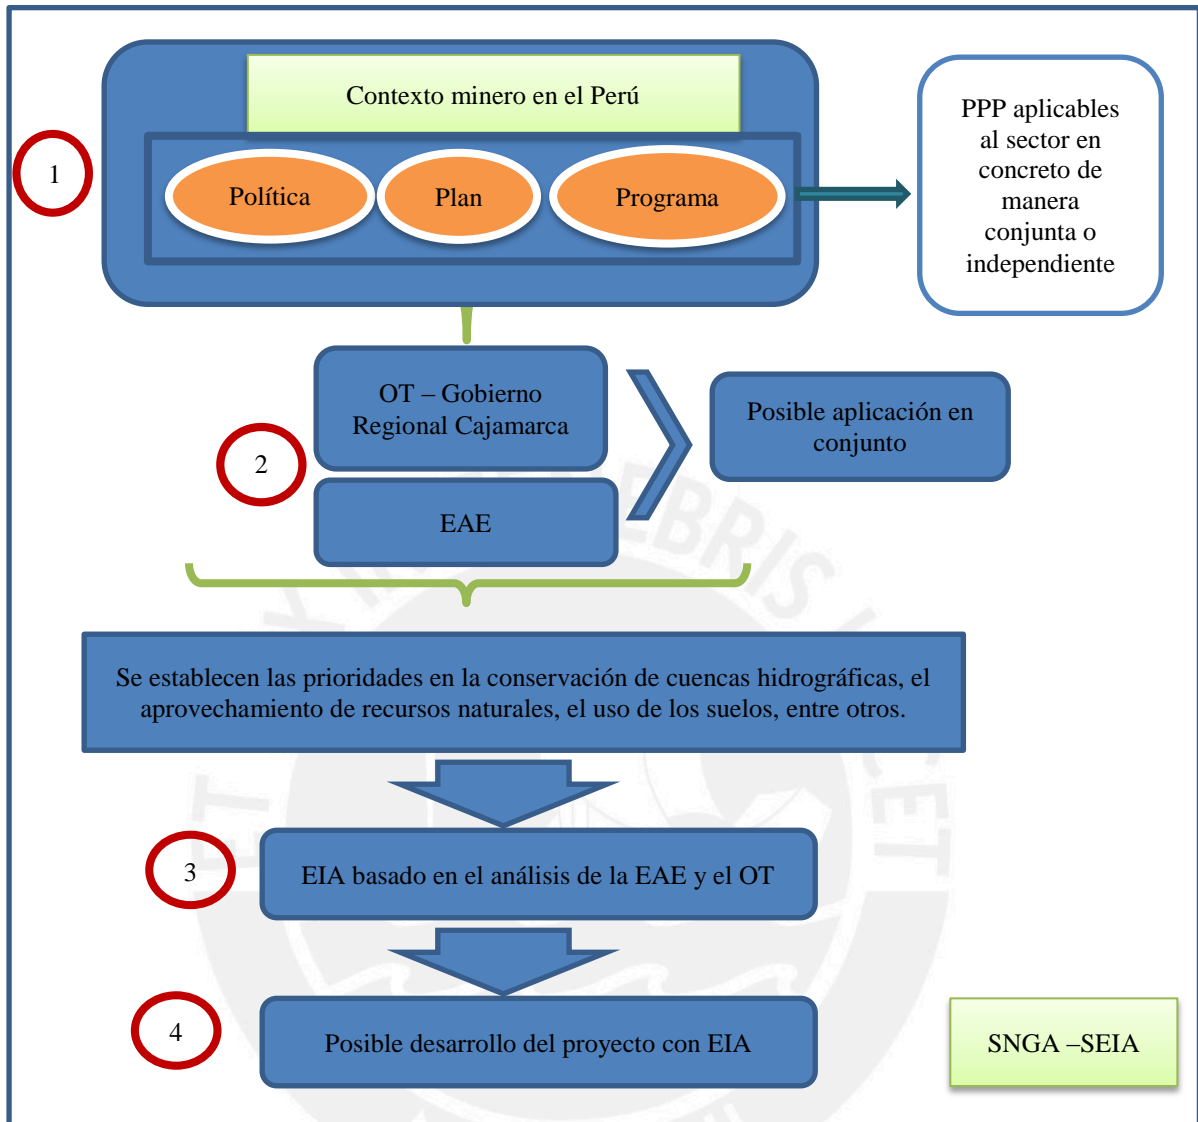 Contexto minero en el Perú
1
Política
Plan
Programa
PPP aplicables
al sector en
concreto de
manera
conjunta o
independiente
2
OT – Gobierno
Regional Cajamarca
EAE
Posible aplicación en
conjunto
Se establecen las prioridades en la conservación de cuencas hidrográficas, el
aprovechamiento de recursos naturales, el uso de los suelos, entre otros.
3
EIA basado en el análisis de la EAE y el OT
4
Posible desarrollo del proyecto con EIA
SNGA –SEIA